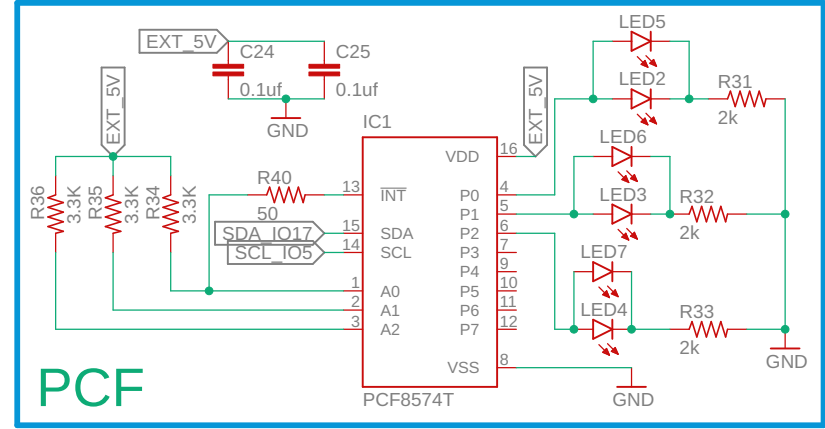 LED5
EXT_5V
C24
C25
0.1uf
0.1uf
GND
LED2
R31
2k
EXT_5V
EXT_5V
IC1
VDD
16
LED6
R36
3.3K
R35
3.3K
R34
3.3K
R40
50
13
INT
P0
4
LED3
R32
2k
P1
5
SDA_IO17
15
SDA
P2
6
SCL_IO5
14
SCL
P3
7
LED7
P4
9
1
A0
P5
10
2
A1
P6
11
LED4
R33
2k
3
A2
P7
12
GND
VSS
8
PCF
PCF8574T
GND